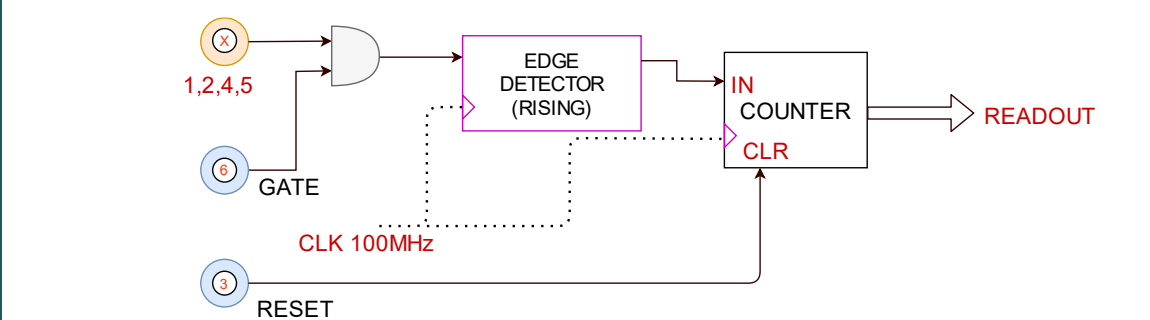 X
1,2,4,5
6
GATE
EDGE
DETECTOR
(RISING)
CLK 100MHz
IN
COUNTER
CLR
READOUT
3
RESET